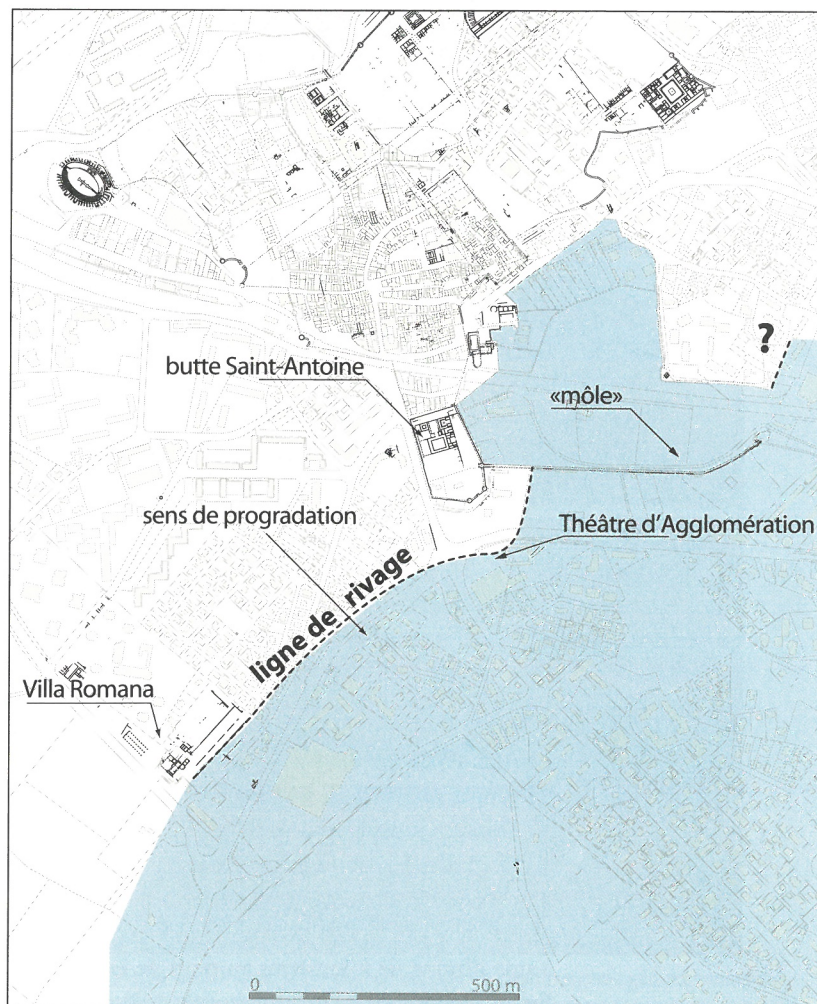 ?
butte Saint-Antoine
«môle»
sens de progradation
Théâtre d'Agglomération
ligne de rivage
Villa Romana
0 500 m